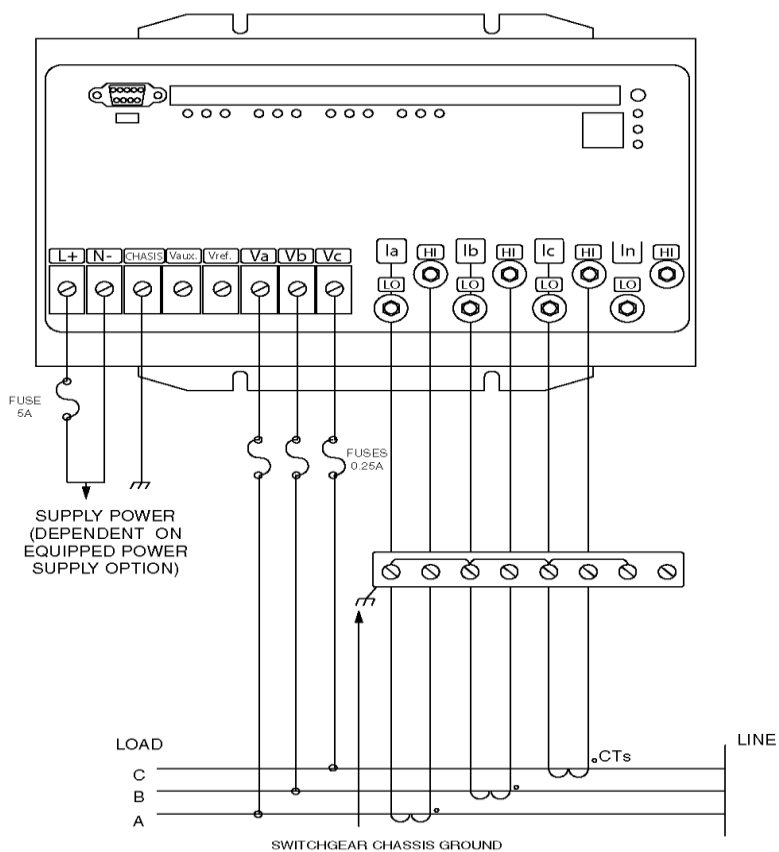 L+ N- CHASIS Vaux. Vref. Va Vb Vc
Ia HI Ib HI Ic HI In HI
LO LO LO LO
FUSE
5A
FUSES
0.25A
SUPPLY POWER
(DEPENDENT ON
EQUIPPED POWER
SUPPLY OPTION)
LOAD
LINE
CTs
C
B
A
SWITCHGEAR CHASSIS GROUND